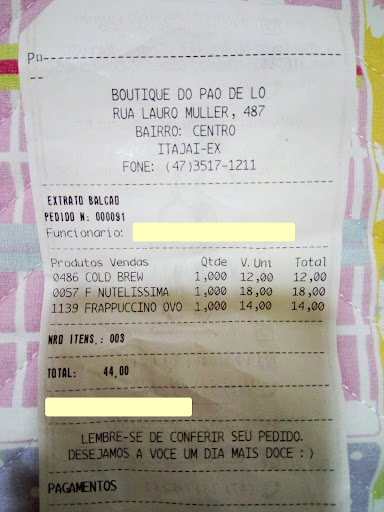 BOUTIQUE DO PAO DE LO
RUA LAURO MULLER, 487
BAIRRO: CENTRO
ITAJAI-EX
FONE: (47)3517-1211
EXTRATO BALCAO
PEDIDO N: 000091
Funcionario:
Produtos Vendas Qtde V.Uni Total
0486 COLD BREW 1,000 12,00 12,00
0057 F NUTELISSIMA 1,000 18,00 18,00
1139 FRAPPUCCINO OVO 1,000 14,00 14,00
NRO ITENS.: 003
TOTAL: 44,00
LEMBRE-SE DE CONFERIR SEU PEDIDO.
DESEJAMOS A VOCE UM DIA MAIS DOCE :)
PAGAMENTOS